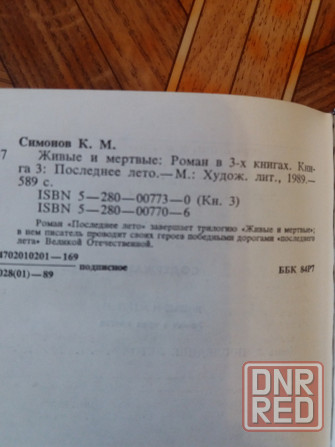 Симонов К. М.
7
Живые и мертвые: Роман в 3-х книгах. Кни-
га 3: Последнее лето.— М.: Худож. лит., 1989.—
589 с.
ISBN 5—280—00773—0 (Кн. 3)
ISBN 5—280—00770—6
Роман «Последнее лето» завершает трилогию «Живые и мертвые»;
в нем писатель проводит своих героев победными дорогами «последнего
лета» Великой Отечественной.
4702010201—169
028(01)—89
подписное
ББК 84Р7
DNR
RED